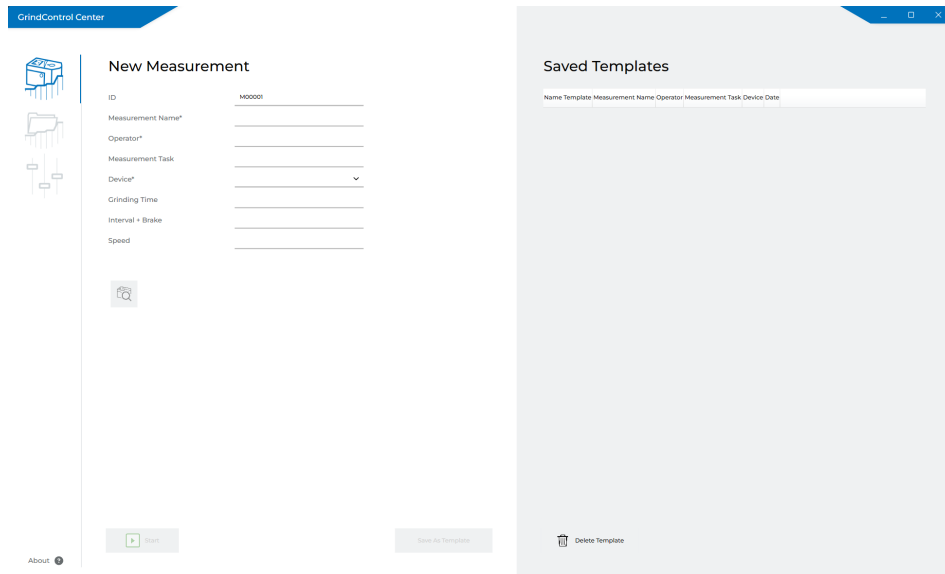 GrindControl Center
New Measurement
ID M00001
Measurement Name*
Operator*
Measurement Task
Device*
Grinding Time
Interval + Brake
Speed
Start
Save as Template
About ?
Saved Templates
Name Template Measurement Name Operator Measurement Task Device Date
Delete Template